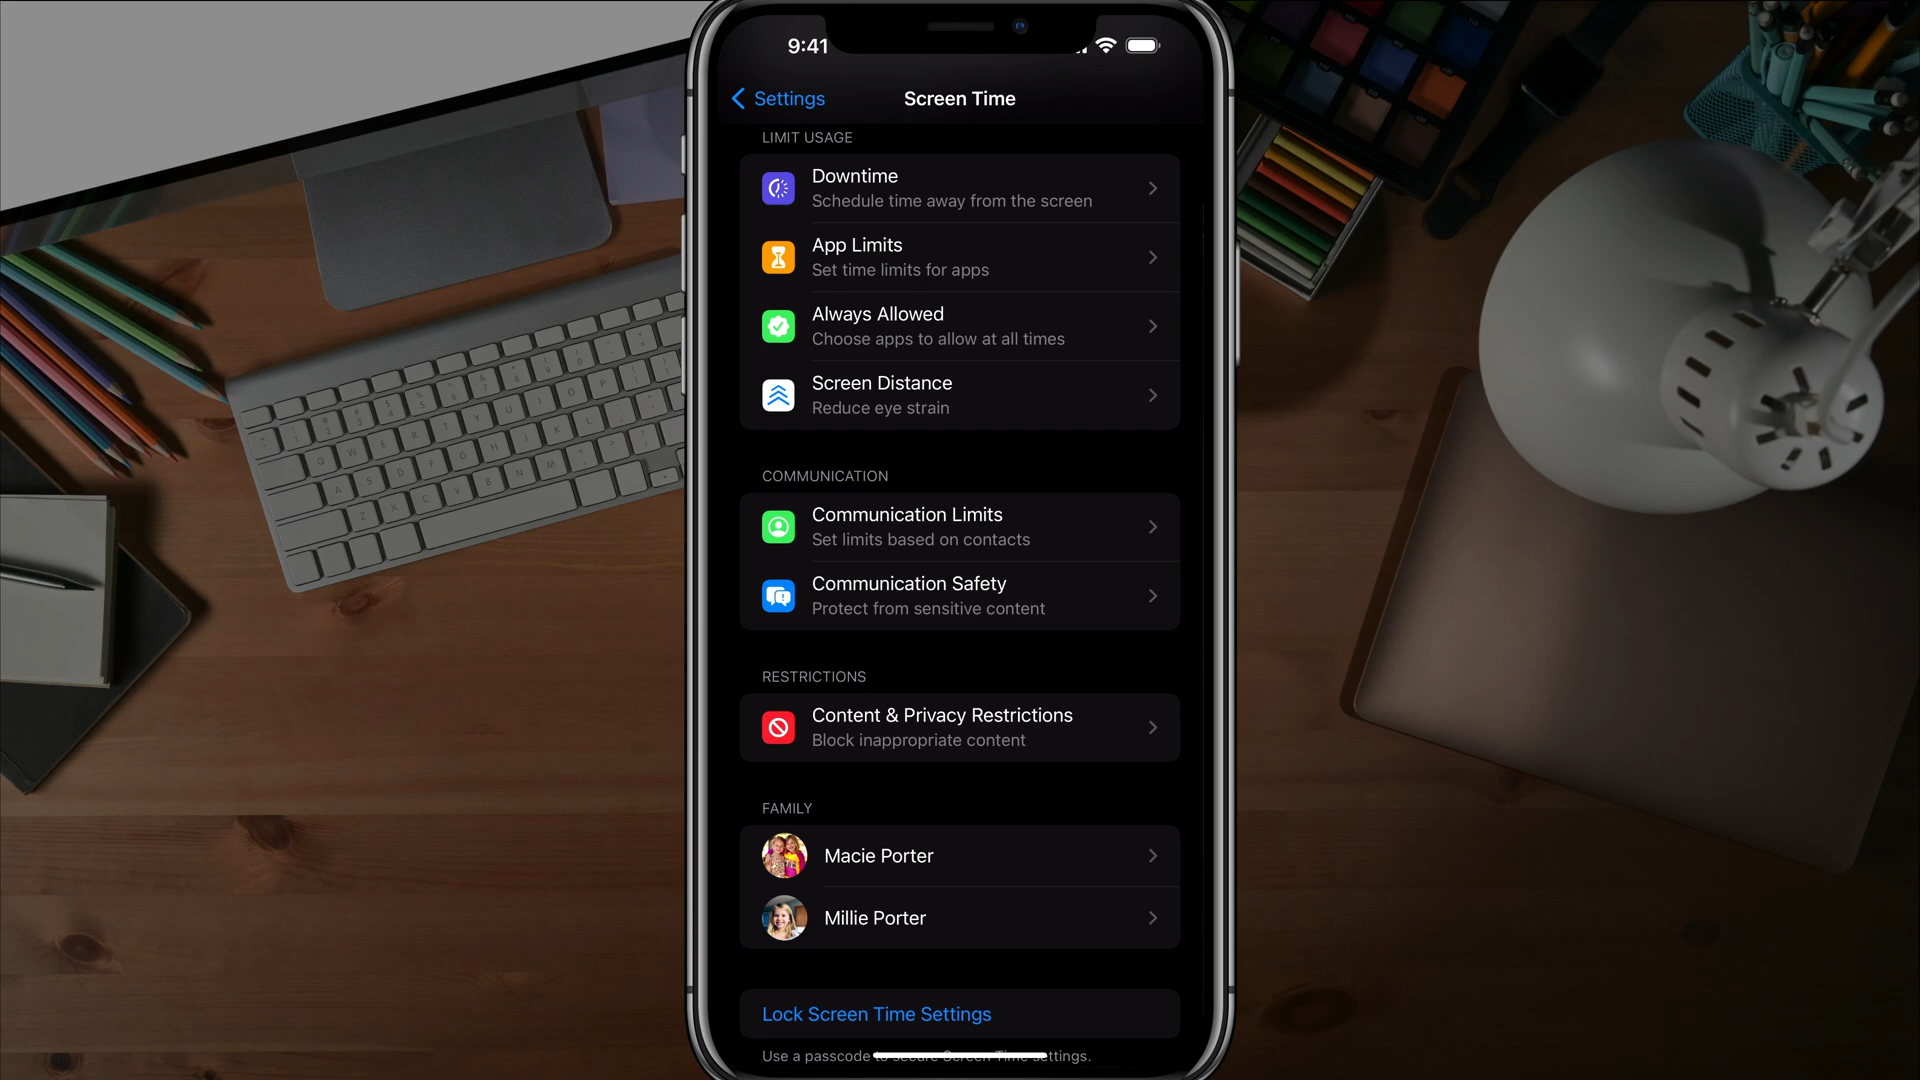 9:41
Settings
Screen Time
LIMIT USAGE
Downtime
Schedule time away from the screen
App Limits
Set time limits for apps
Always Allowed
Choose apps to allow at all times
Screen Distance
Reduce eye strain
COMMUNICATION
Communication Limits
Set limits based on contacts
Communication Safety
Protect from sensitive content
RESTRICTIONS
Content & Privacy Restrictions
Block inappropriate content
FAMILY
Macie Porter
Millie Porter
Lock Screen Time Settings
Use a passcode to secure Screen Time settings.